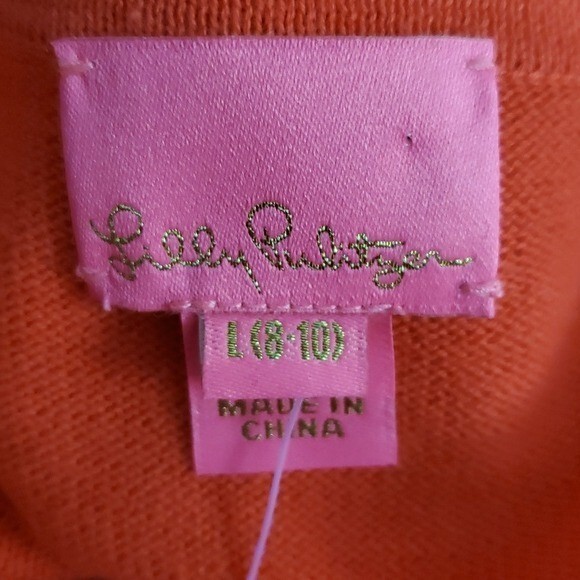 Lilly Pulitzer
L (8-10)
MADE IN
CHINA